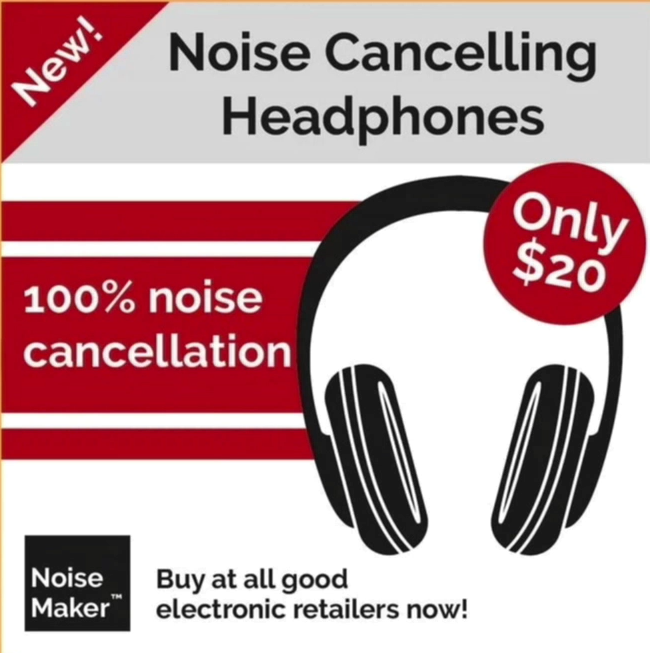 New!
Noise Cancelling
Headphones
Only
$20
100% noise
cancellation
Noise
Maker™
Buy at all good
electronic retailers now!